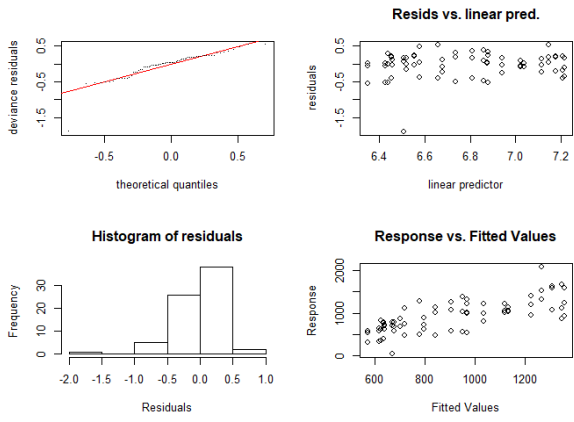 deviance residuals
0.5
-0.5
-1.5
-0.5
0.0
0.5
theoretical quantiles
Resids vs. linear pred.
residuals
0.5
-0.5
-1.5
6.4
6.6
6.8
7.0
7.2
linear predictor
Histogram of residuals
Frequency
30
20
10
0
-2.0
-1.5
-1.0
-0.5
0.0
0.5
1.0
Residuals
Response vs. Fitted Values
Response
2000
1000
0
600
800
1000
1200
Fitted Values